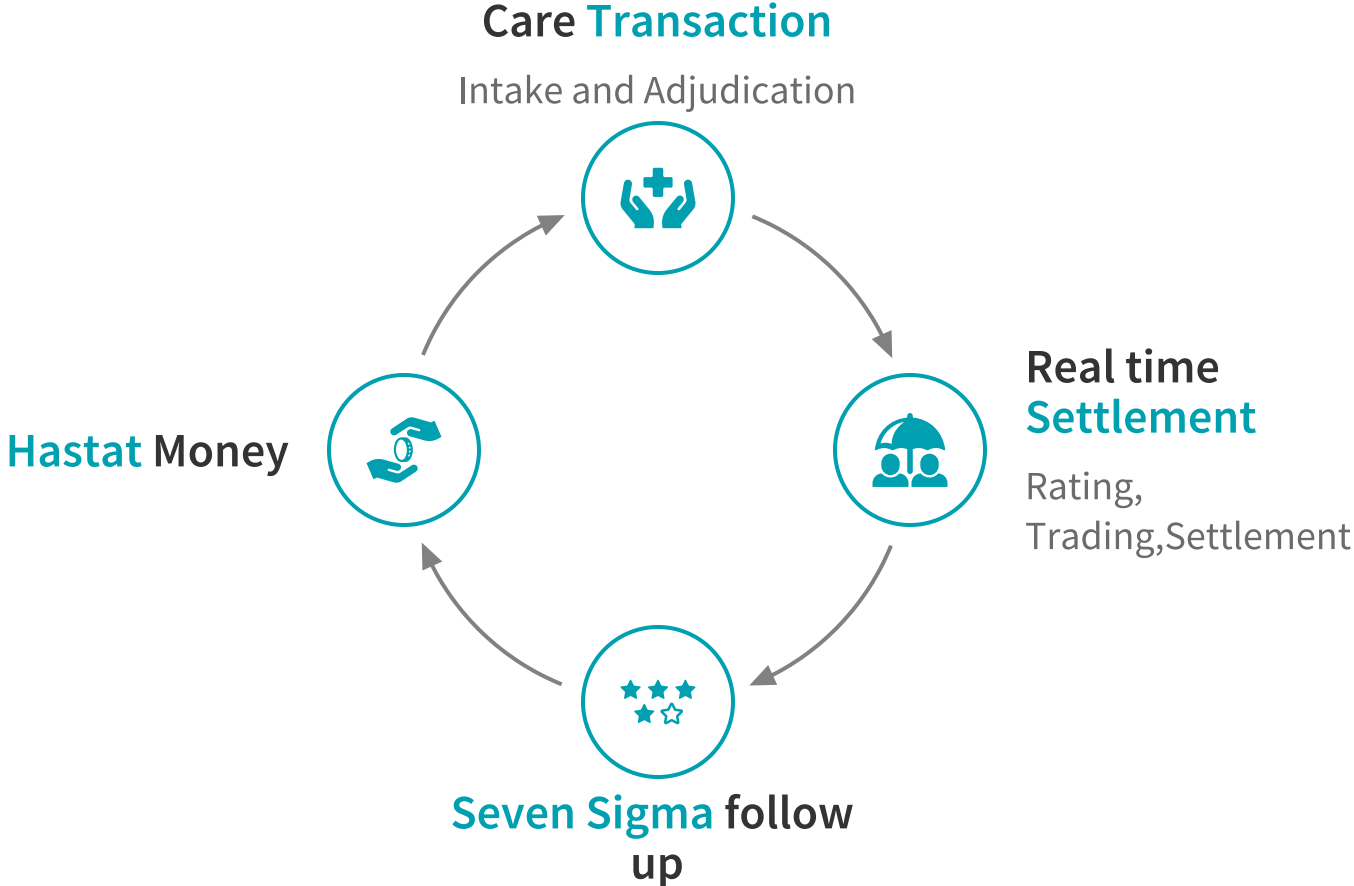 Care Transaction
Intake and Adjudication
Real time
Settlement
Rating,
Trading,Settlement
Hastat Money
Seven Sigma follow
up